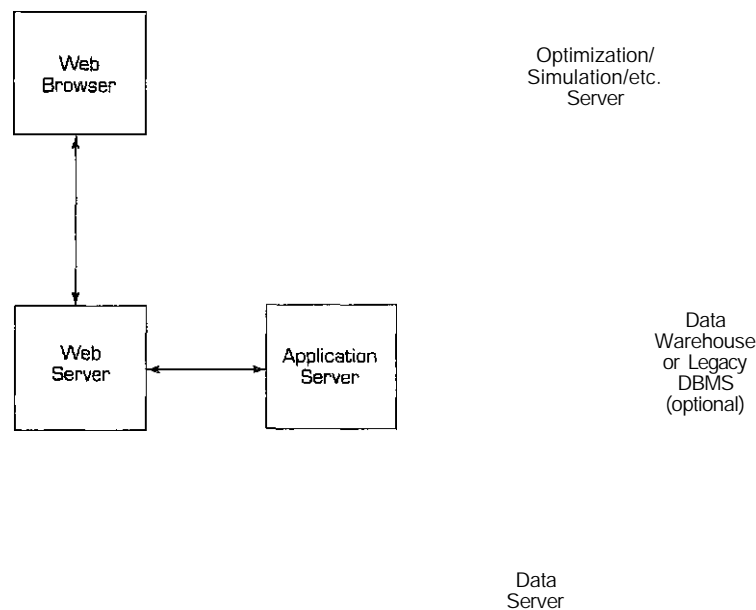 Web
Browser
Optimization/
Simulation/etc.
Server
Web
Server
Application
Server
Data
Warehouse
or Legacy
DBMS
(optional)
Data
Server